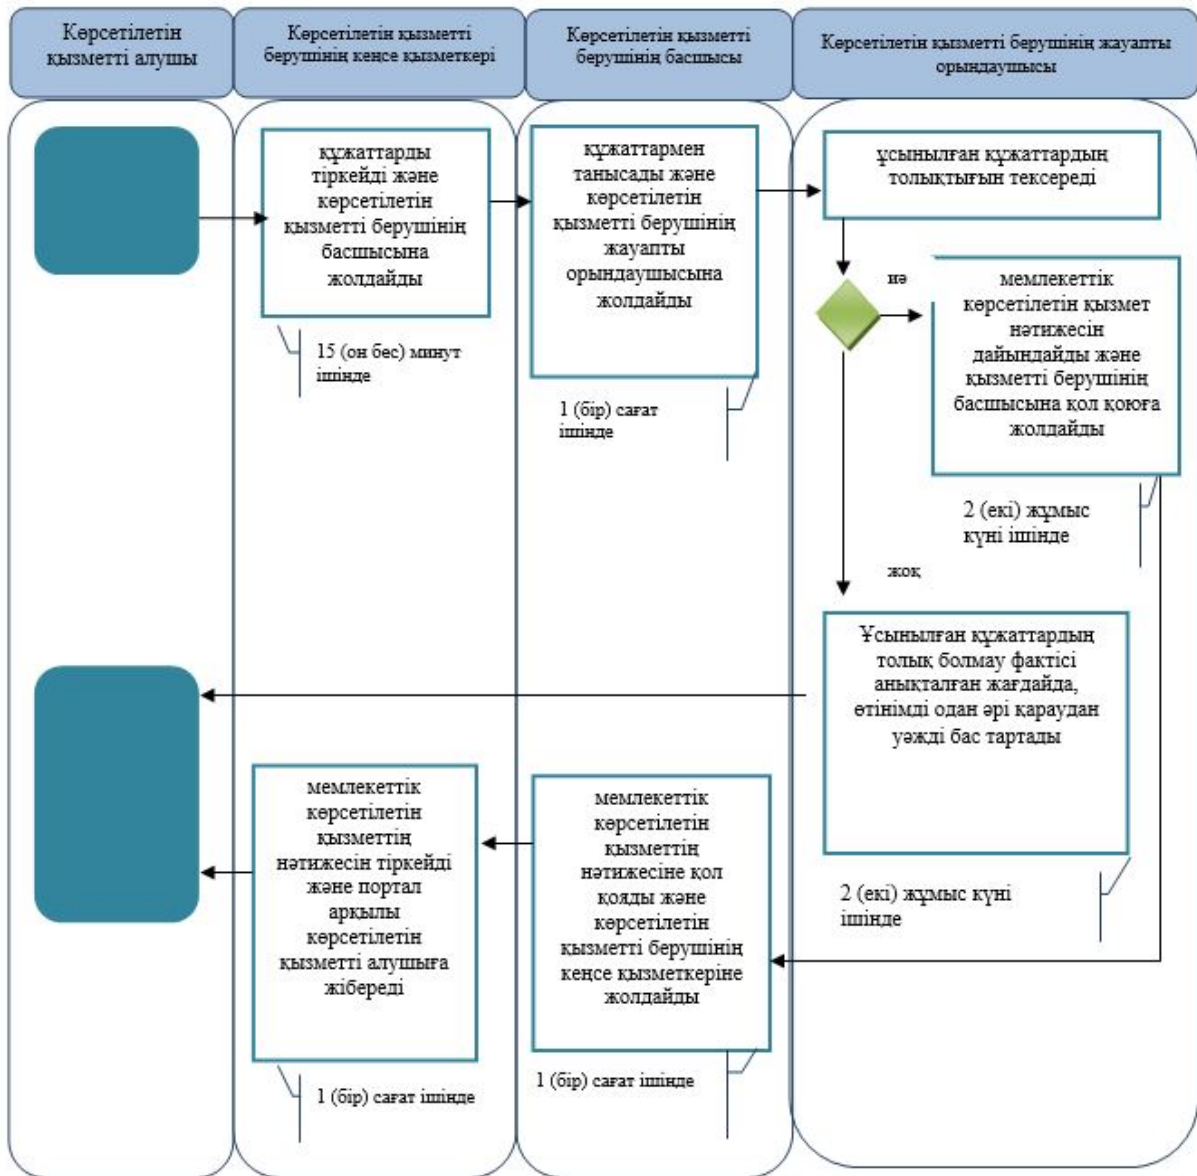 Көрсетілетін
қызметті алушы
Көрсетілетін қызметті
берушінің кеңсе қызметкері
Көрсетілетін қызметті
берушінің басшысы
Көрсетілетін қызметті берушінің жауапты
орындаушысы
құжаттарды
тіркейді және
көрсетілетін
қызметті берушінің
басшысына
жолдайды
15 (он бес) минут
ішінде
құжаттармен
танысады және
көрсетілетін
қызметті берушінің
жауапты
орындаушысына
жолдайды
1 (бір) сағат
ішінде
ұсынылған құжаттардың
толықтығын тексереді
иә
мемлекеттік
көрсетілетін қызмет
нәтижесін
дайындайды және
қызметті берушінің
басшысына қол қоюға
жолдайды
2 (екі) жұмыс
күні ішінде
жоқ
Ұсынылған құжаттардың
толық болмау фактісі
анықталған жағдайда,
өтінімді одан әрі қараудан
уәжді бас тартады
2 (екі) жұмыс күні
ішінде
мемлекеттік
көрсетілетін
қызметтің
нәтижесіне қол
қояды және
көрсетілетін
қызметті берушінің
кеңсе қызметкеріне
жолдайды
1 (бір) сағат ішінде
мемлекеттік
көрсетілетін
қызметтің
нәтижесін тіркейді
және портал
арқылы
көрсетілетін
қызметті алушыға
жібереді
1 (бір) сағат ішінде